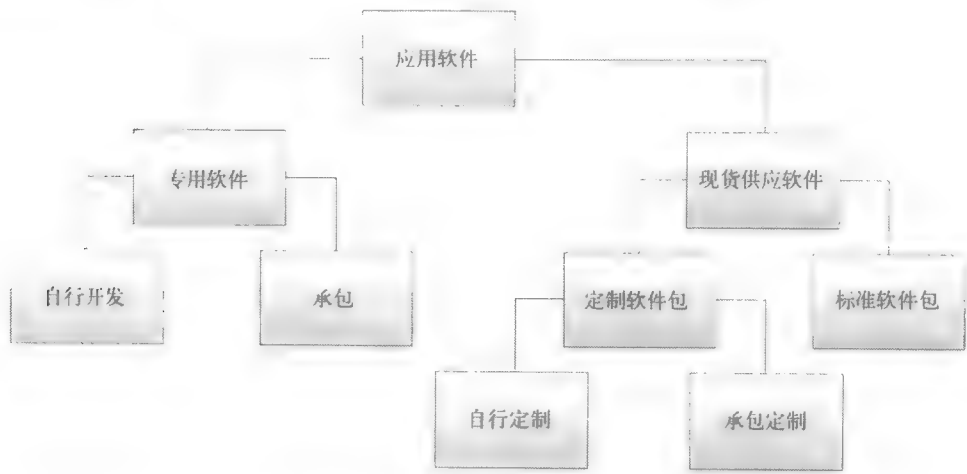 应用软件
专用软件
现货供应软件
自行开发
承包
定制软件包
标准软件包
自行定制
承包定制